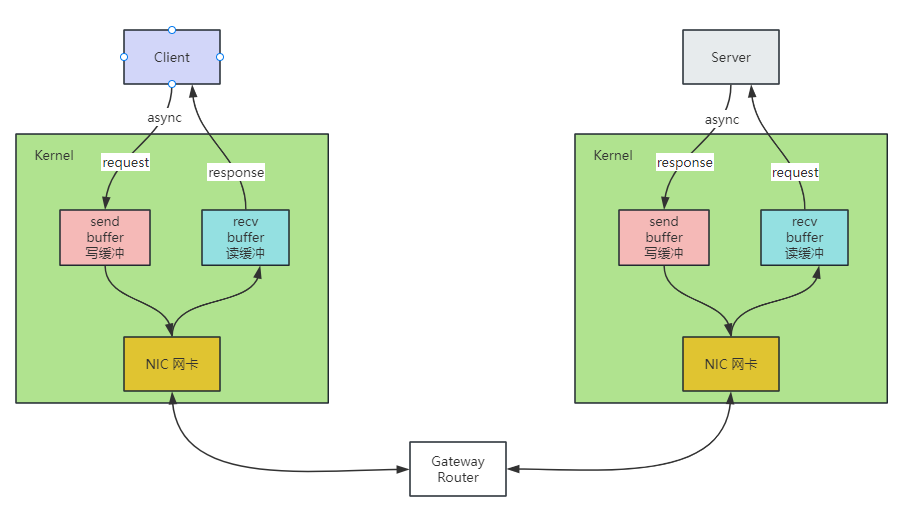 Client
Server
async
async
Kernel
request
response
Kernel
response
request
send
buffer
写缓冲
recv
buffer
读缓冲
send
buffer
写缓冲
recv
buffer
读缓冲
NIC 网卡
NIC 网卡
Gateway
Router